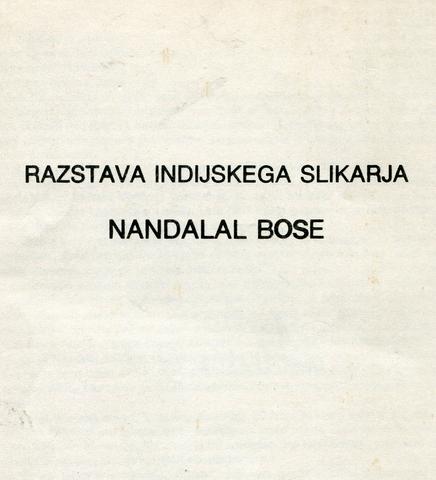 RAZSTAVA INDIJSKEGA SLIKARJA
NANDALAL BOSE